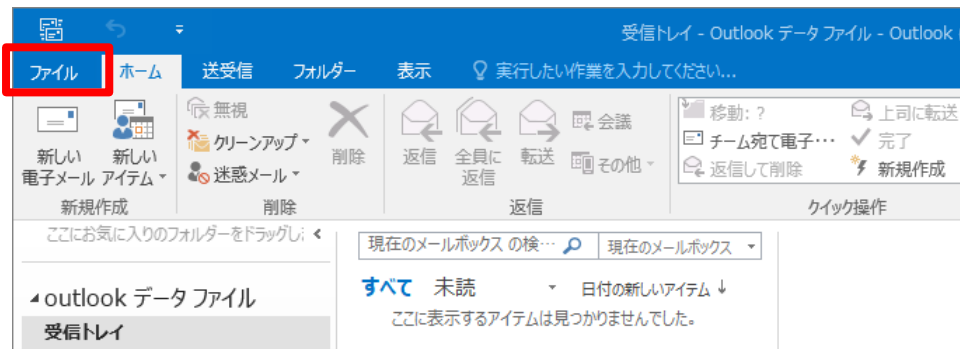 受信トレイ - Outlook データ ファイル - Outlook
ファイル ホーム 送受信 フォルダー 表示 実行したい作業を入力してください...
新しい
電子メール
新しい
アイテム
新規作成
無視
クリーンアップ
迷惑メール
削除
削除
返信
全員に
返信
転送
会議
その他
返信
移動: ?
チーム宛て電子…
返信して削除
上司に転送
完了
新規作成
クイック操作
ここにお気に入りのフォルダーをドラッグし
outlook データ ファイル
受信トレイ
現在のメールボックス の検… 現在のメールボックス
すべて 未読 日付の新しいアイテム ↓
ここに表示するアイテムは見つかりませんでした。